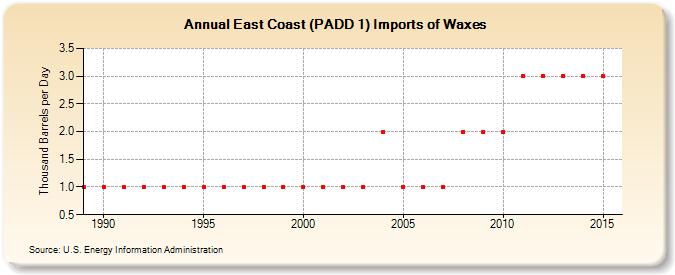 Annual East Coast (PADD 1) Imports of Waxes
Thousand Barrels per Day
3.5
3.0
2.5
2.0
1.5
1.0
0.5
1990 1995 2000 2005 2010 2015
Source: U.S. Energy Information Administration